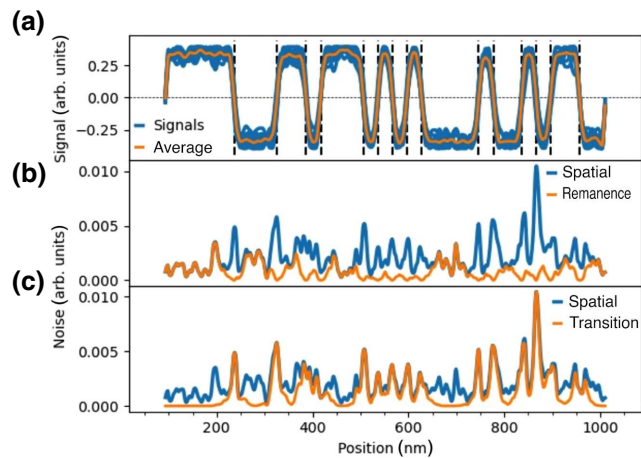 (a)
Signal (arb. units)
0.25
0.00
−0.25
Signals
Average
(b)
0.010
0.005
0.000
Spatial
Remanence
(c)
Noise (arb. units)
0.010
0.005
0.000
Spatial
Transition
200
400
600
800
1000
Position (nm)